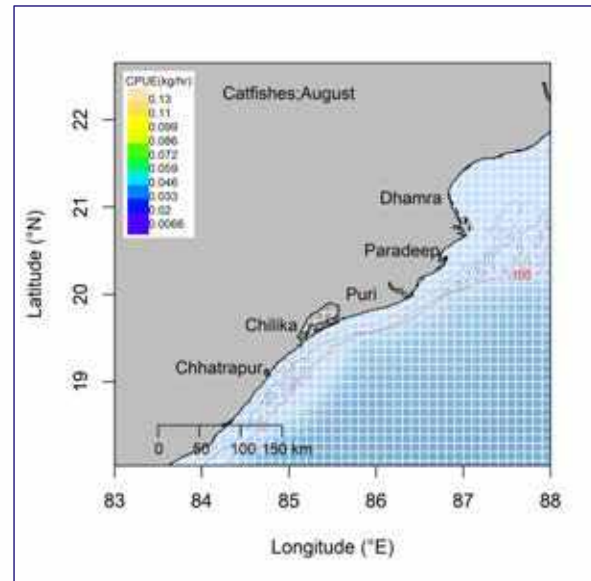 CPUE(kg/hr)
0.13
0.11
0.099
0.086
0.072
0.059
0.046
0.033
0.02
0.0066
Catfishes;August
Dhamra
Paradeep
Puri
Chilika
Chhatrapur
100
0 50 100 150 km
22
21
20
19
Latitude (°N)
83 84 85 86 87 88
Longitude (°E)